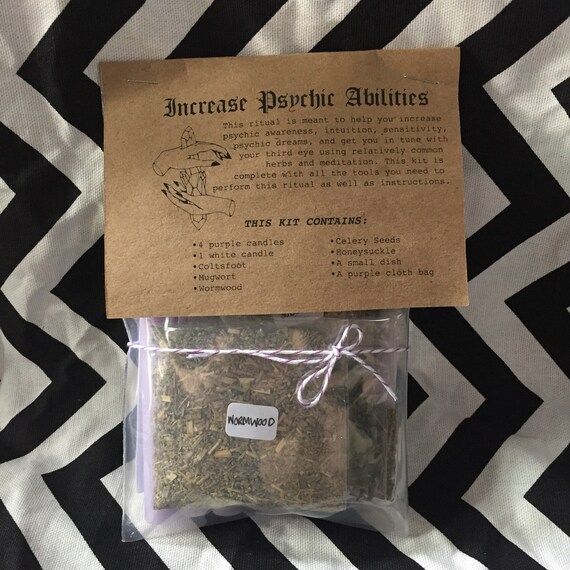 Increase Psychic Abilities
This ritual is meant to help you increase
psychic awareness, intuition, sensitivity,
psychic dreams, and get you in tune with
your third eye using relatively common
herbs and meditation. This kit is
complete with all the tools you need to
perform this ritual as well as instructions.
THIS KIT CONTAINS:
•4 purple candles
•1 white candle
•Coltsfoot
•Mugwort
•Wormwood
•Celery Seeds
•Honeysuckle
•A small dish
•A purple cloth bag
WORMWOOD